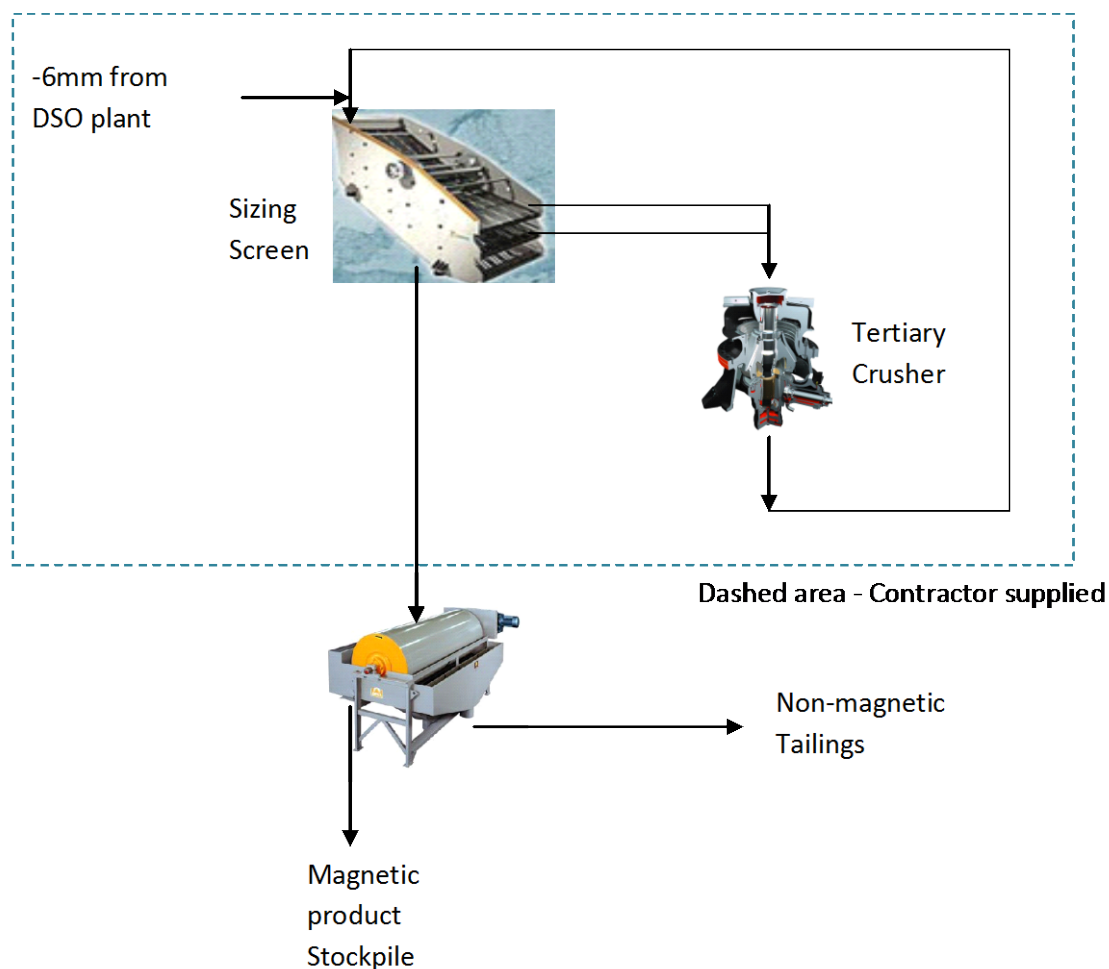 -6mm from
DSO plant
Sizing
Screen
Tertiary
Crusher
Dashed area - Contractor supplied
Non-magnetic
Tailings
Magnetic
product
Stockpile